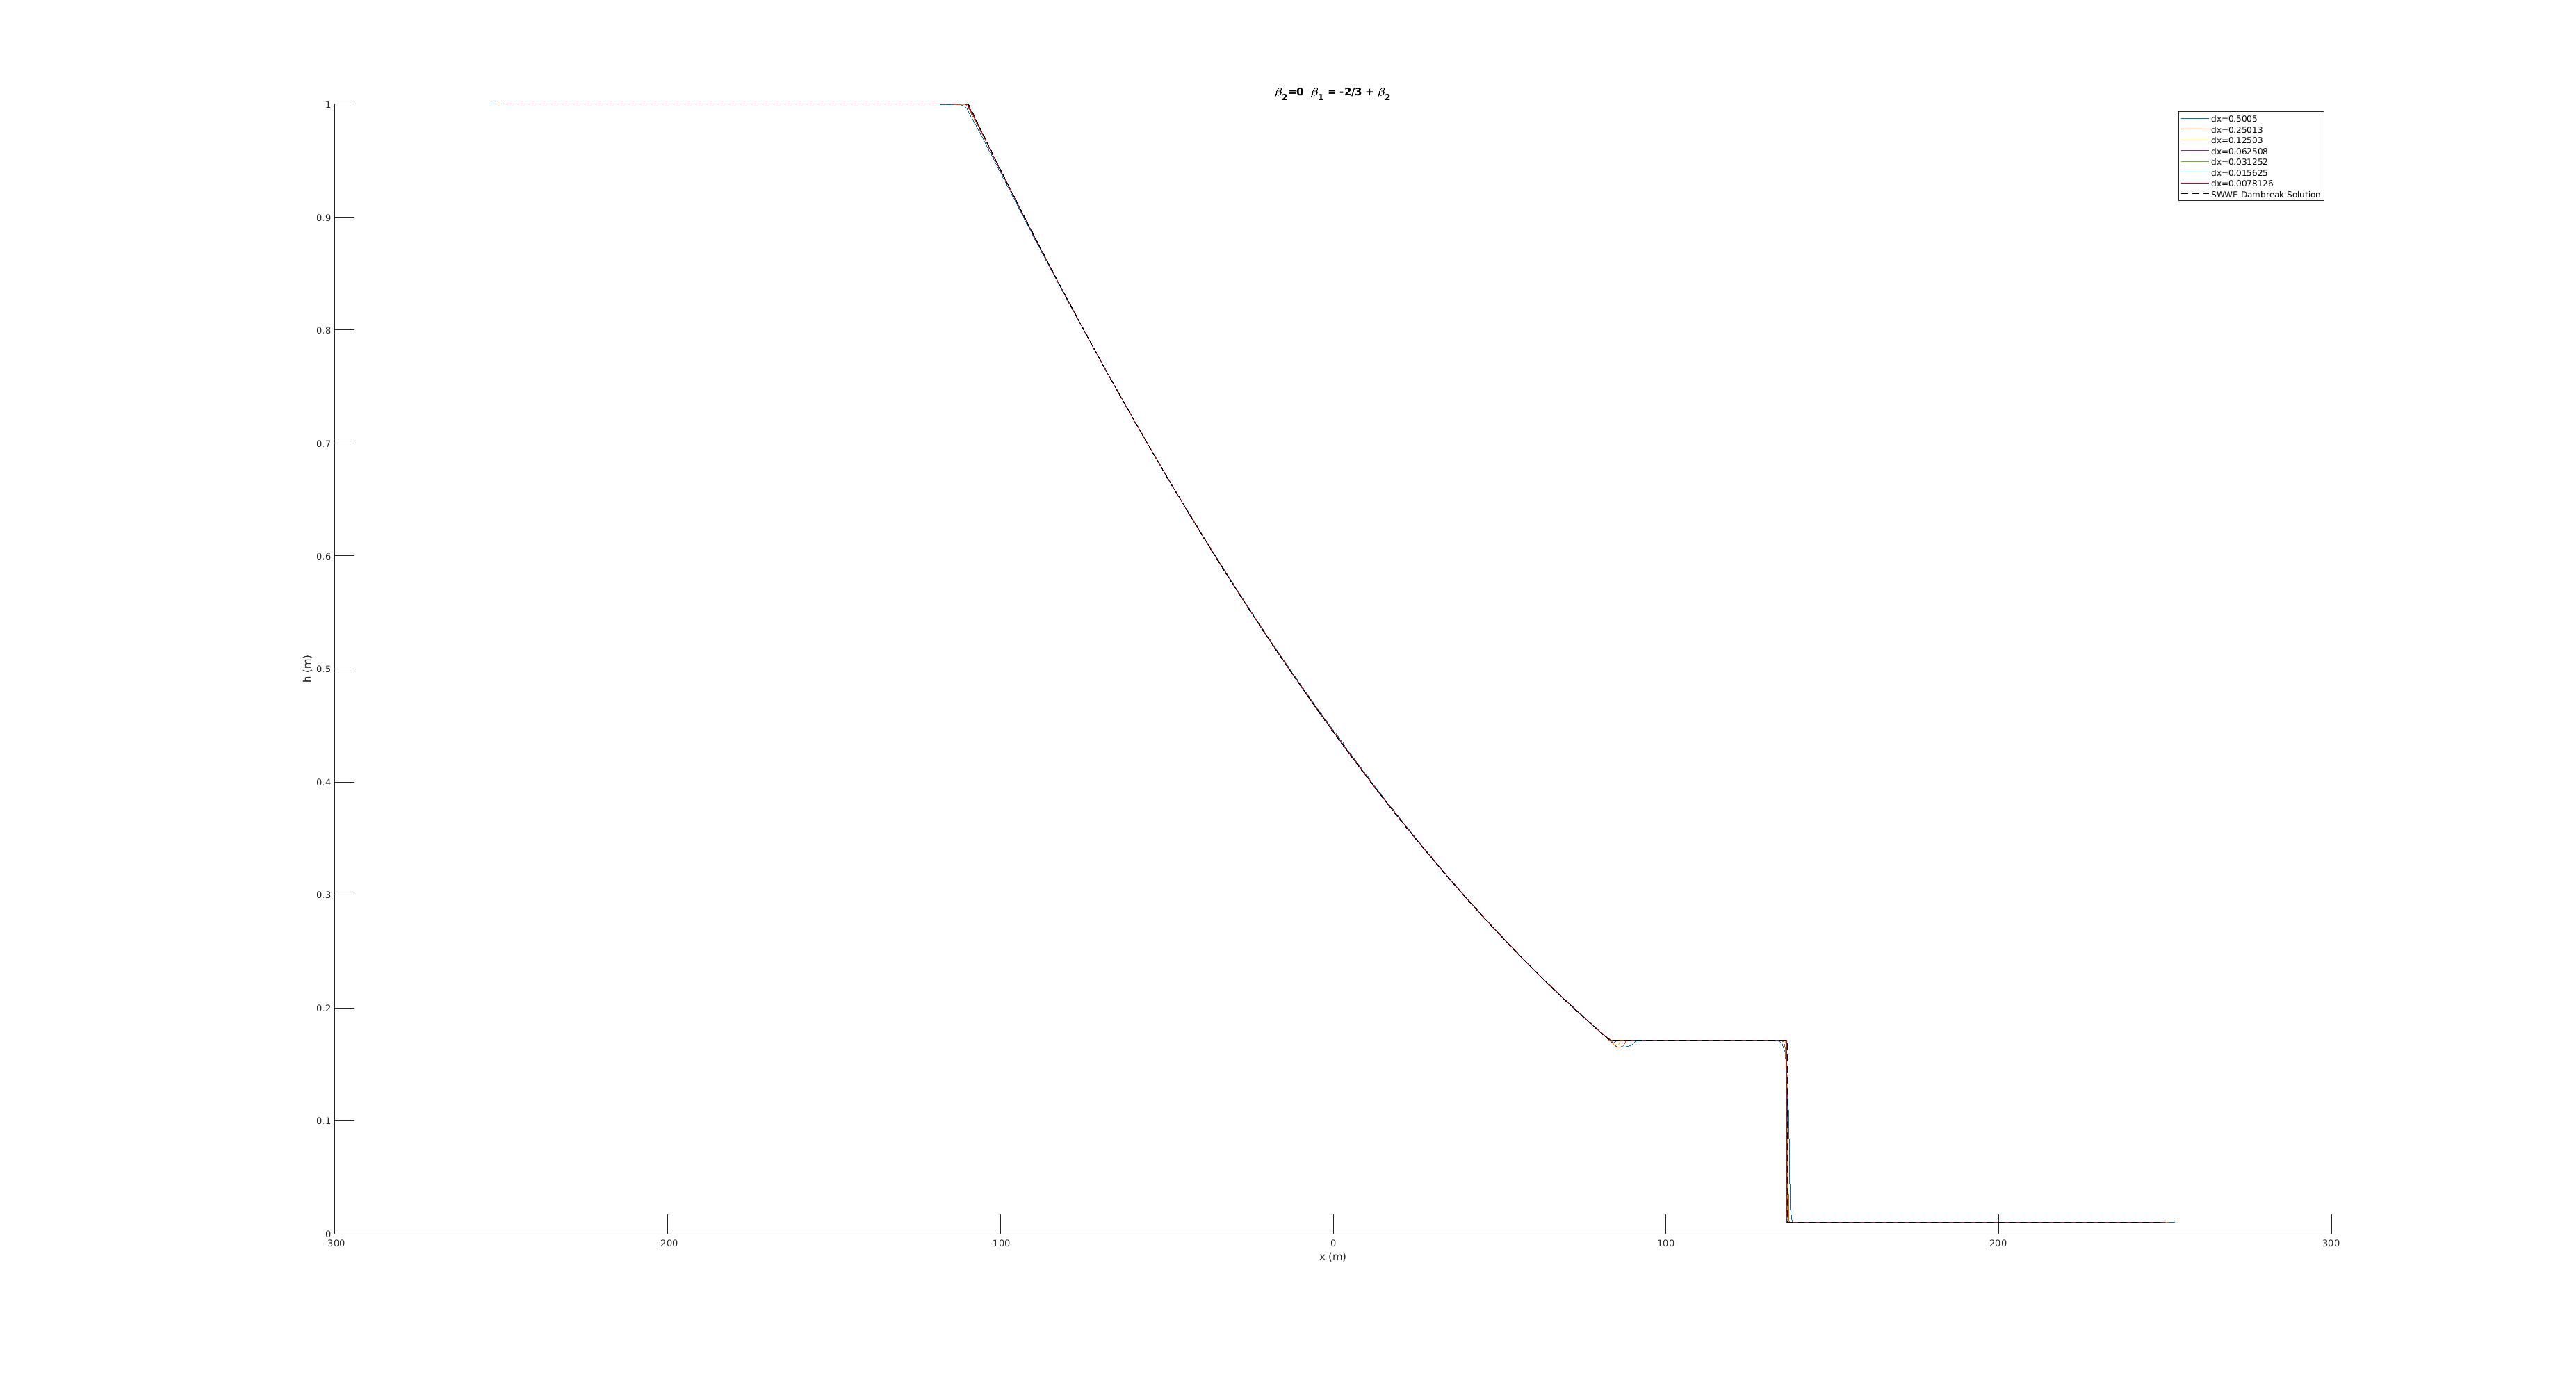 β2=0 β1 = -2/3 + β2
dx=0.5005
dx=0.25013
dx=0.12503
dx=0.062508
dx=0.031252
dx=0.015625
dx=0.0078126
SWWE Dambreak Solution
1
0.9
0.8
0.7
0.6
0.5
0.4
0.3
0.2
0.1
0
h (m)
-300 -200 -100 0 100 200 300
x (m)